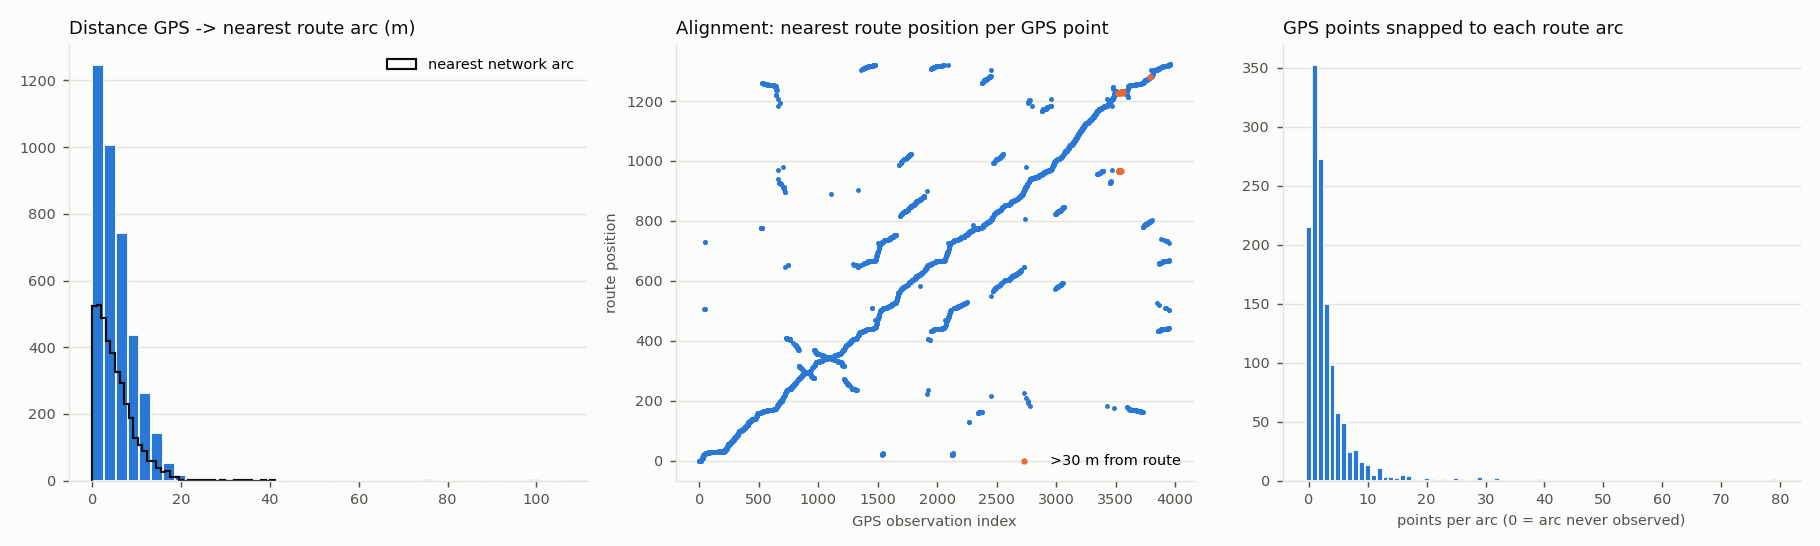 Distance GPS -> nearest route arc (m)
nearest network arc
1200
1000
800
600
400
200
0
0 20 40 60 80 100
Alignment: nearest route position per GPS point
route position
1200
1000
800
600
400
200
0
>30 m from route
0 500 1000 1500 2000 2500 3000 3500 4000
GPS observation index
GPS points snapped to each route arc
350
300
250
200
150
100
50
0
0 10 20 30 40 50 60 70 80
points per arc (0 = arc never observed)